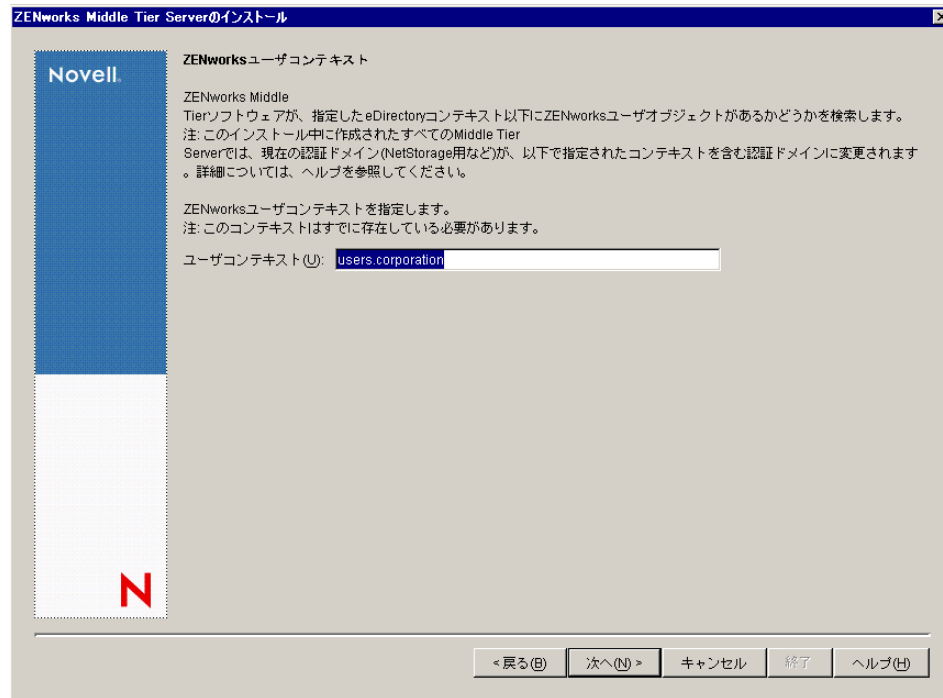 ZENworks Middle Tier Serverのインストール
Novell.
ZENworksユーザコンテキスト
ZENworks Middle
Tierソフトウェアが、指定したeDirectoryコンテキスト以下にZENworksユーザオブジェクトがあるかどうかを検索します。
注: このインストール中に作成されたすべてのMiddle Tier
Serverでは、現在の認証ドメイン(NetStorage用など)が、以下で指定されたコンテキストを含む認証ドメインに変更されます
。詳細については、ヘルプを参照してください。
ZENworksユーザコンテキストを指定します。
注: このコンテキストはすでに存在している必要があります。
ユーザコンテキスト(U): users.corporation
N
<戻る(B) 次へ(N)> キャンセル 終了 ヘルプ(H)